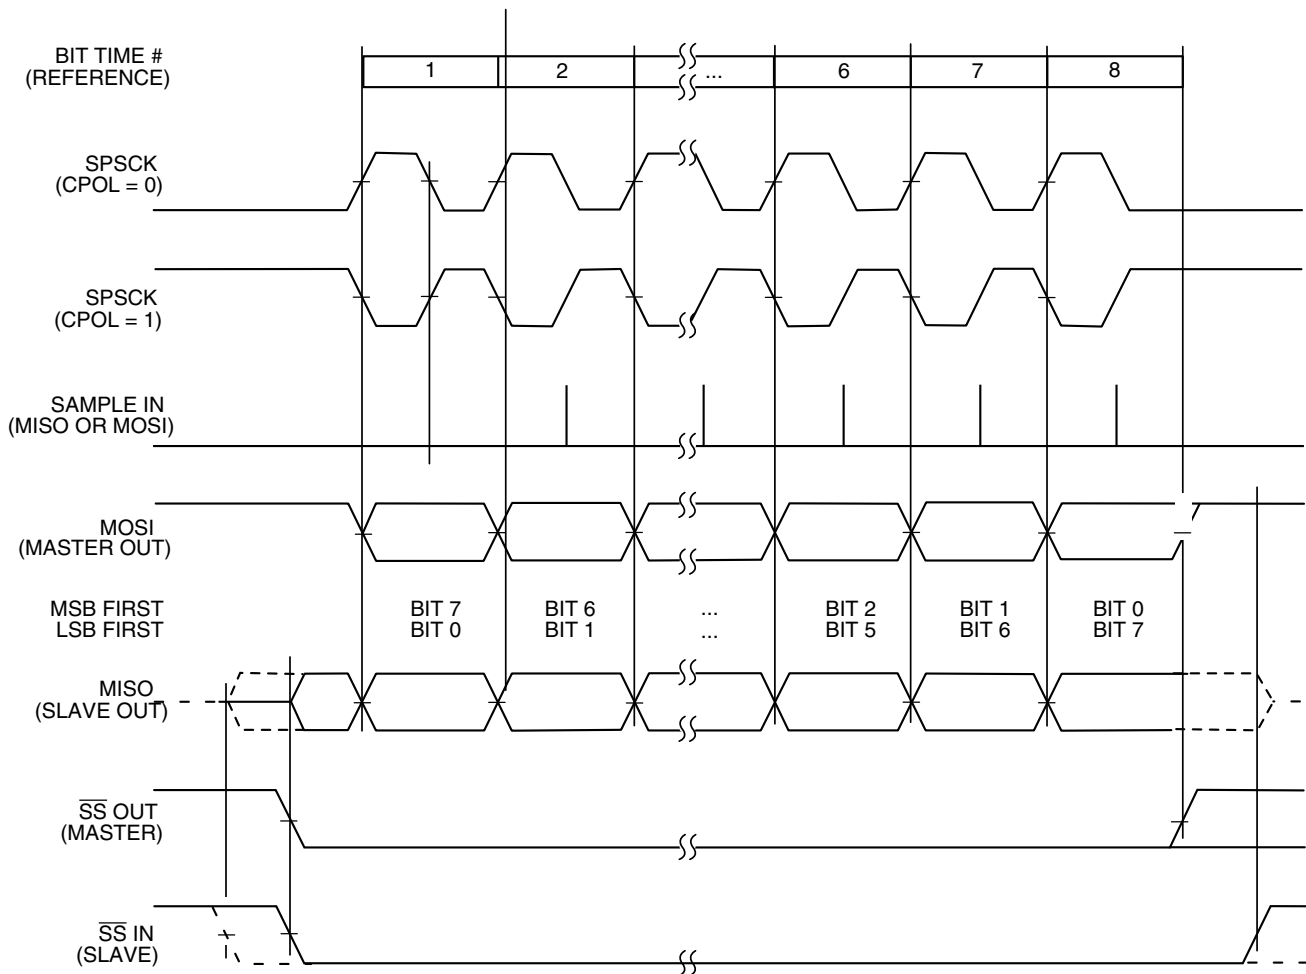 BIT TIME #
(REFERENCE)
1 2 ... 6 7 8
SPSCK
(CPOL = 0)
SPSCK
(CPOL = 1)
SAMPLE IN
(MISO OR MOSI)
MOSI
(MASTER OUT)
MSB FIRST BIT 7 BIT 6 ... BIT 2 BIT 1 BIT 0
LSB FIRST BIT 0 BIT 1 ... BIT 5 BIT 6 BIT 7
MISO
(SLAVE OUT)
S̅S̅ OUT
(MASTER)
S̅S̅ IN
(SLAVE)